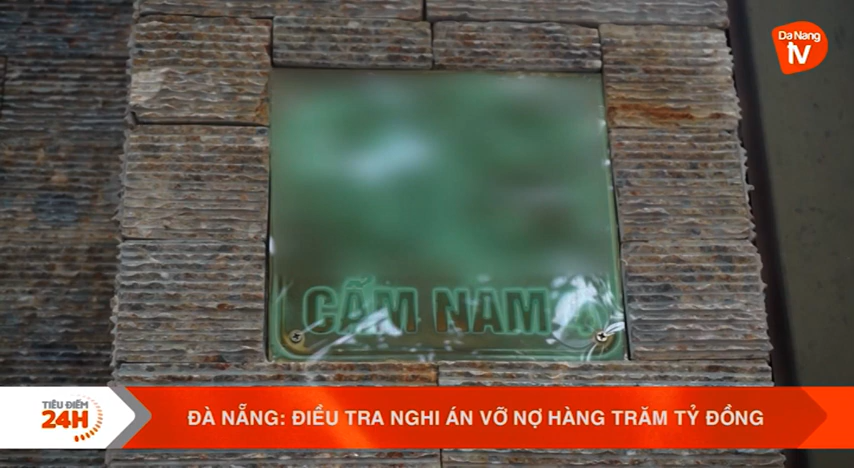 Da Nang
tv
CẨM NAM
TIÊU ĐIỂM
24H
ĐÀ NẴNG: ĐIỀU TRA NGHI ÁN VỠ NỢ HÀNG TRĂM TỶ ĐỒNG